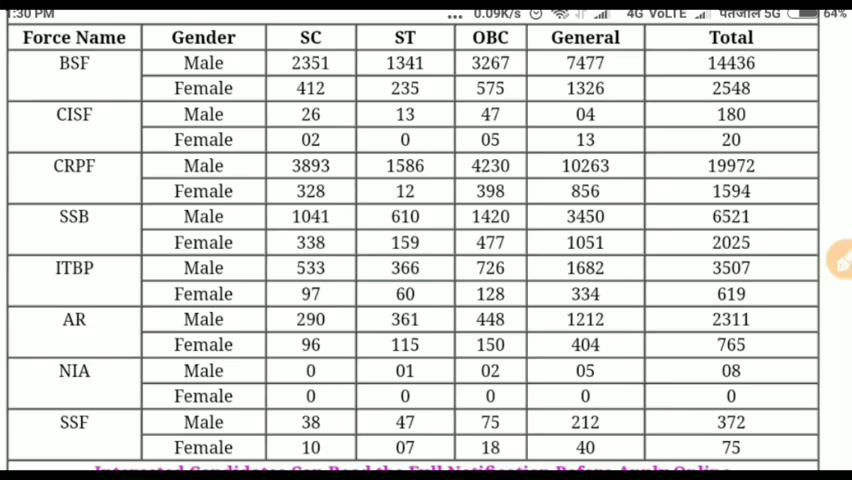 1:30 PM ... 0.09K/s 4G VoLTE पतंजलि 5G 64%
Force Name Gender SC ST OBC General Total
BSF Male 2351 1341 3267 7477 14436
Female 412 235 575 1326 2548
CISF Male 26 13 47 04 180
Female 02 0 05 13 20
CRPF Male 3893 1586 4230 10263 19972
Female 328 12 398 856 1594
SSB Male 1041 610 1420 3450 6521
Female 338 159 477 1051 2025
ITBP Male 533 366 726 1682 3507
Female 97 60 128 334 619
AR Male 290 361 448 1212 2311
Female 96 115 150 404 765
NIA Male 0 01 02 05 08
Female 0 0 0 0 0
SSF Male 38 47 75 212 372
Female 10 07 18 40 75
Interested Candidates Can Read the Full Notification Before Apply Online